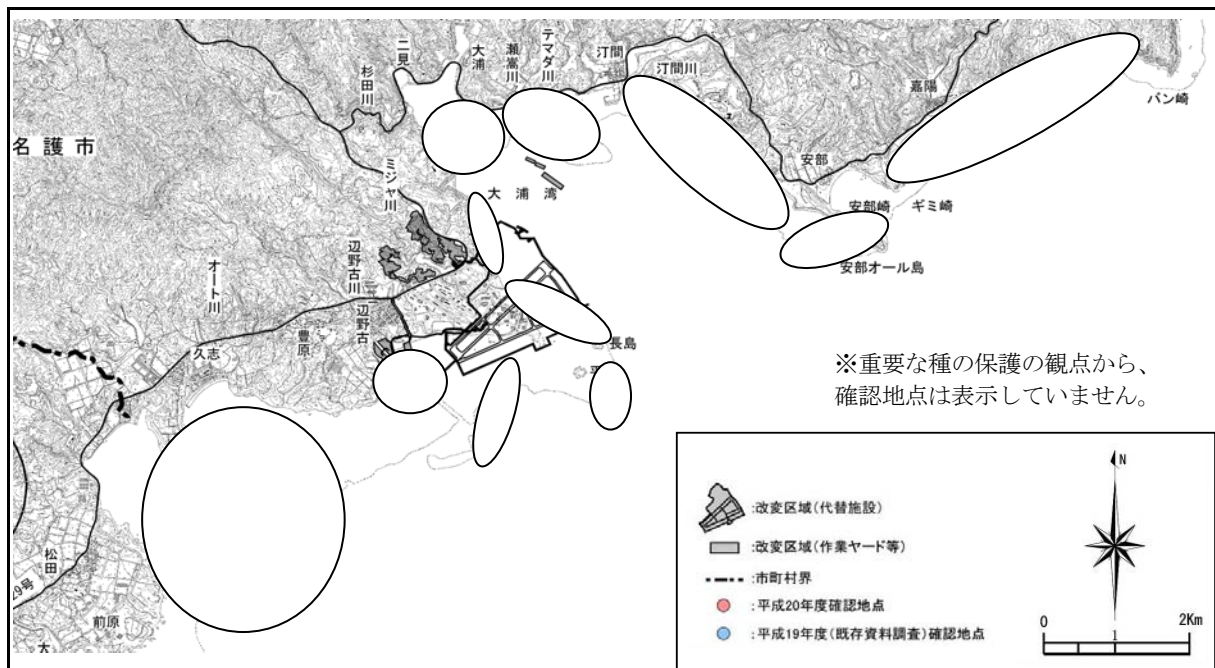 二見
大浦
瀬嵩川
テマダ川
汀間
汀間川
杉田川
嘉陽
バン崎
名護市
ミジャ川
大浦湾
安部
安部崎
ギミ崎
安部オール島
辺野古川
オート川
辺野古
豊原
久志
長島
※重要な種の保護の観点から、
確認地点は表示していません。
松田
前原
29号
N
:改変区域(代替施設)
:改変区域(作業ヤード等)
:市町村界
:平成20年度確認地点
:平成19年度(既存資料調査)確認地点
0 1 2Km